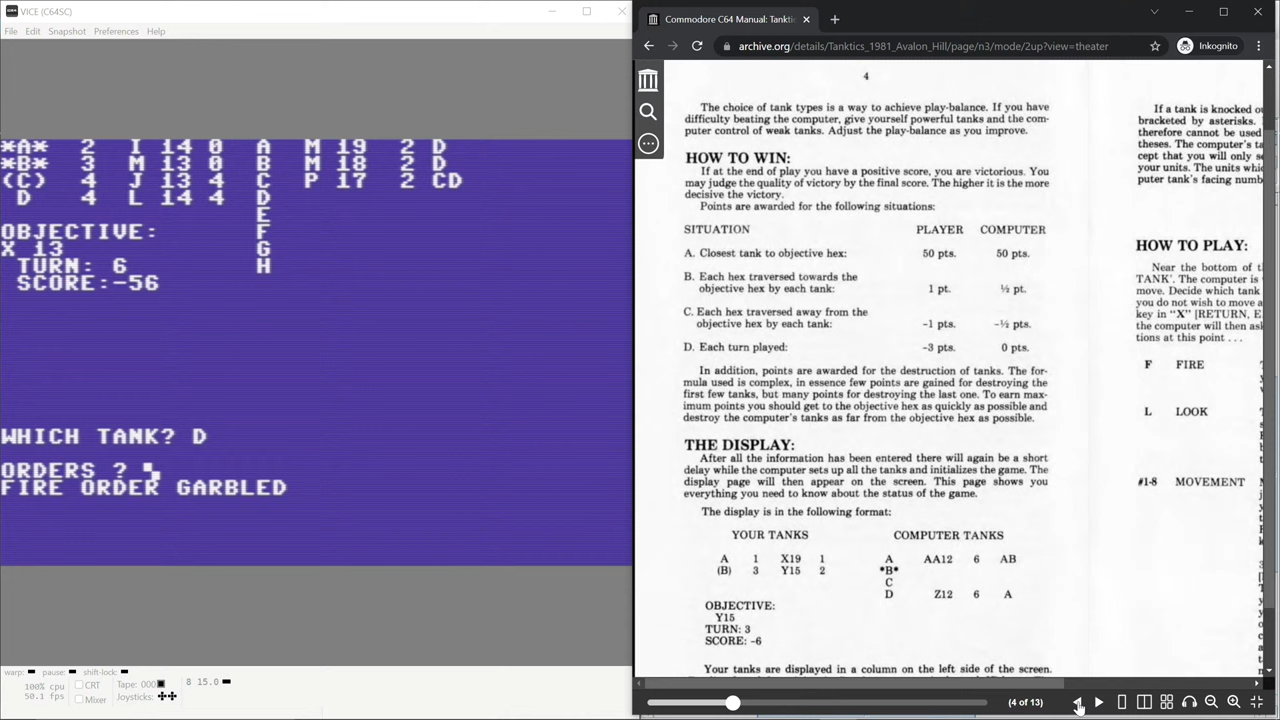 VICE (C64SC)
File Edit Snapshot Preferences Help
*A* 2 I 14 0 A M 19 2 D
*B* 3 M 13 0 B M 18 2 D
(C) 4 J 13 4 C P 17 2 CD
D 4 L 14 4 D
E
OBJECTIVE: F
X 13 G
TURN: 6 H
SCORE:-56
WHICH TANK? D
ORDERS ?
FIRE ORDER GARBLED
warp: pause: shift-lock:
100% cpu
50.1 fps
CRT
Mixer
Tape: 000
Joysticks:
8 15.0
Commodore C64 Manual: Tankti
archive.org/details/Tanktics_1981_Avalon_Hill/page/n3/mode/2up?view=theater
Inkognito
4
The choice of tank types is a way to achieve play-balance. If you have
difficulty beating the computer, give yourself powerful tanks and the com-
puter control of weak tanks. Adjust the play-balance as you improve.
HOW TO WIN:
If at the end of play you have a positive score, you are victorious. You
may judge the quality of victory by the final score. The higher it is the more
decisive the victory.
Points are awarded for the following situations:
SITUATION PLAYER COMPUTER
A. Closest tank to objective hex: 50 pts. 50 pts.
B. Each hex traversed towards the
objective hex by each tank: 1 pt. ½ pt.
C. Each hex traversed away from the
objective hex by each tank: -1 pts. -½ pts.
D. Each turn played: -3 pts. 0 pts.
In addition, points are awarded for the destruction of tanks. The for-
mula used is complex, in essence few points are gained for destroying the
first few tanks, but many points for destroying the last one. To earn max-
imum points you should get to the objective hex as quickly as possible and
destroy the computer's tanks as far from the objective hex as possible.
THE DISPLAY:
After all the information has been entered there will again be a short
delay while the computer sets up all the tanks and initializes the game. The
display page will then appear on the screen. This page shows you
everything you need to know about the status of the game.
The display is in the following format:
YOUR TANKS COMPUTER TANKS
A 1 X19 1 A AA12 6 AB
(B) 3 Y15 2 *B*
C
D Z12 6 A
OBJECTIVE:
Y15
TURN: 3
SCORE: -6
Your tanks are displayed in a column on the left side of the screen.
If a tank is knocked o
bracketed by asterisks.
therefore cannot be used
theses. The computer's ta
cept that you will only s
your units. The units whic
puter tank's facing numb
HOW TO PLAY:
Near the bottom of t
TANK'. The computer is
move. Decide which tank
you do not wish to move a
key in "X" [RETURN, E
the computer will then ask
tions at this point . . .
F FIRE
L LOOK
#1-8 MOVEMENT
(4 of 13)